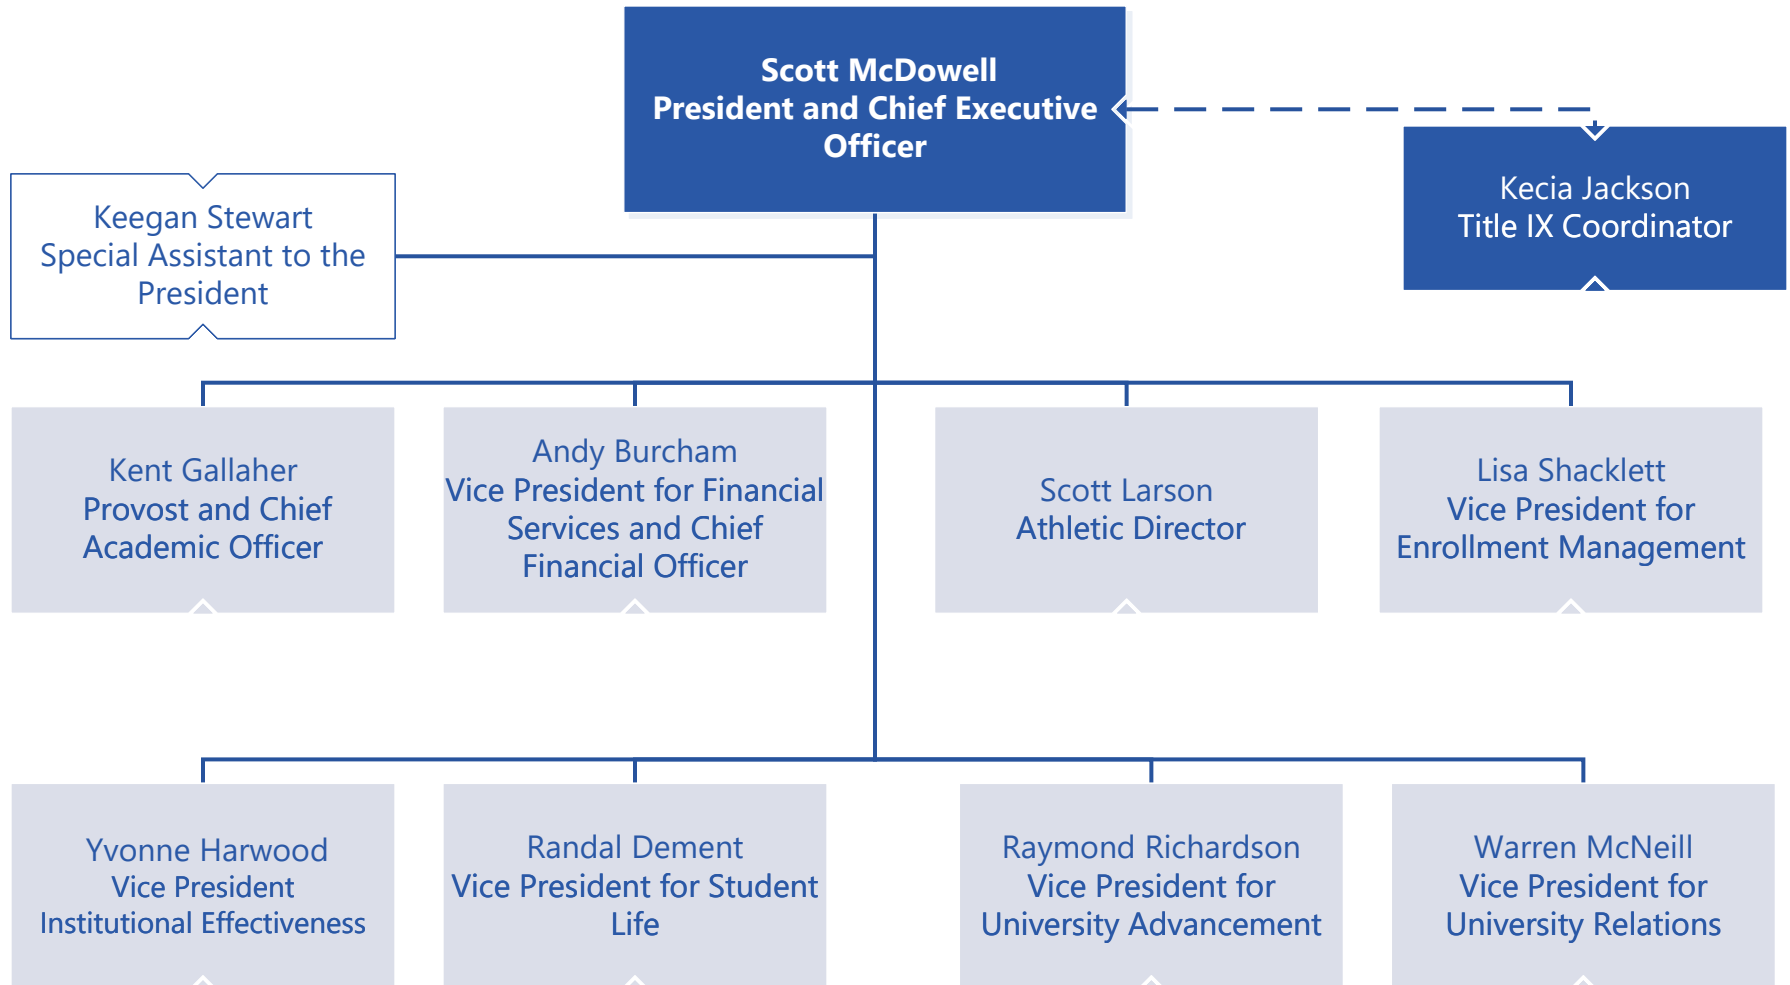 Scott McDowell
President and Chief Executive
Officer
Kecia Jackson
Title IX Coordinator
Keegan Stewart
Special Assistant to the
President
Kent Gallaher
Provost and Chief
Academic Officer
Andy Burcham
Vice President for Financial
Services and Chief
Financial Officer
Scott Larson
Athletic Director
Lisa Shacklett
Vice President for
Enrollment Management
Yvonne Harwood
Vice President
Institutional Effectiveness
Randal Dement
Vice President for Student
Life
Raymond Richardson
Vice President for
University Advancement
Warren McNeill
Vice President for
University Relations